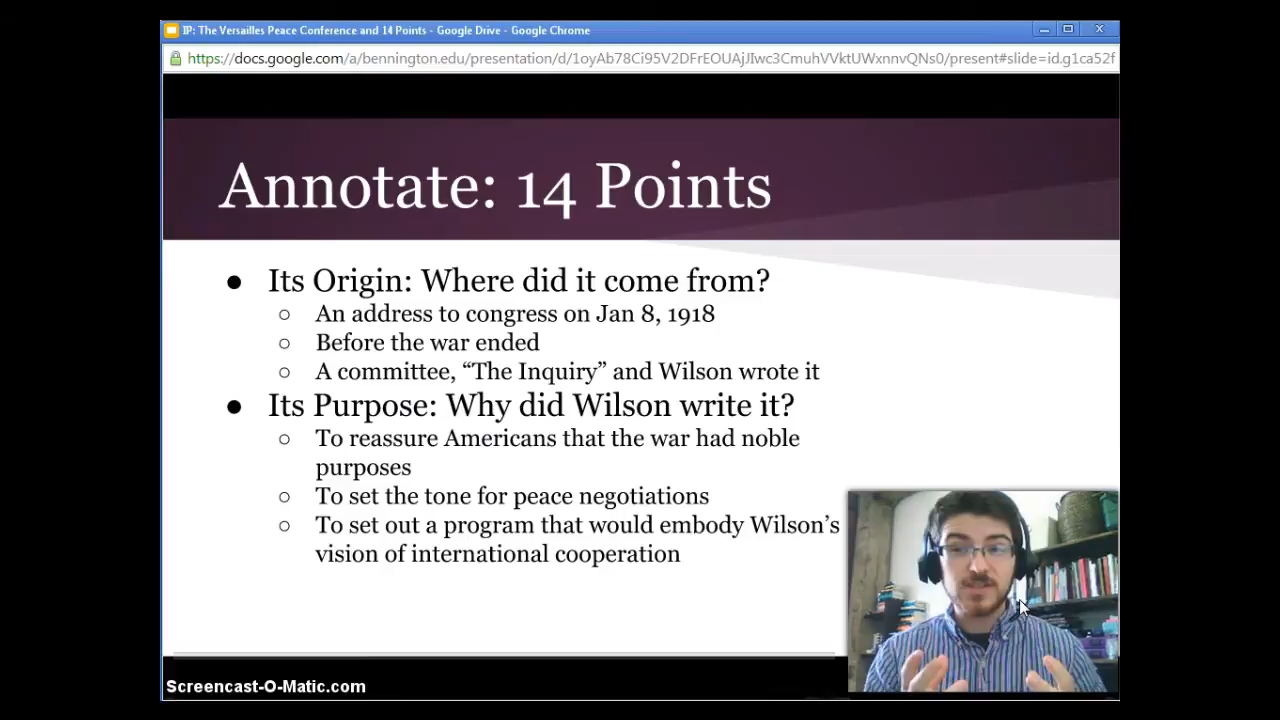 IP: The Versailles Peace Conference and 14 Points - Google Drive - Google Chrome
https://docs.google.com/a/bennington.edu/presentation/d/1oyAb78Ci95V2DFrEOUAjJIwc3CmuhVVktUWxnnvQNs0/present#slide=id.g1ca52f
Annotate: 14 Points
● Its Origin: Where did it come from?
○ An address to congress on Jan 8, 1918
○ Before the war ended
○ A committee, “The Inquiry” and Wilson wrote it
● Its Purpose: Why did Wilson write it?
○ To reassure Americans that the war had noble
purposes
○ To set the tone for peace negotiations
○ To set out a program that would embody Wilson’s
vision of international cooperation
Screencast-O-Matic.com